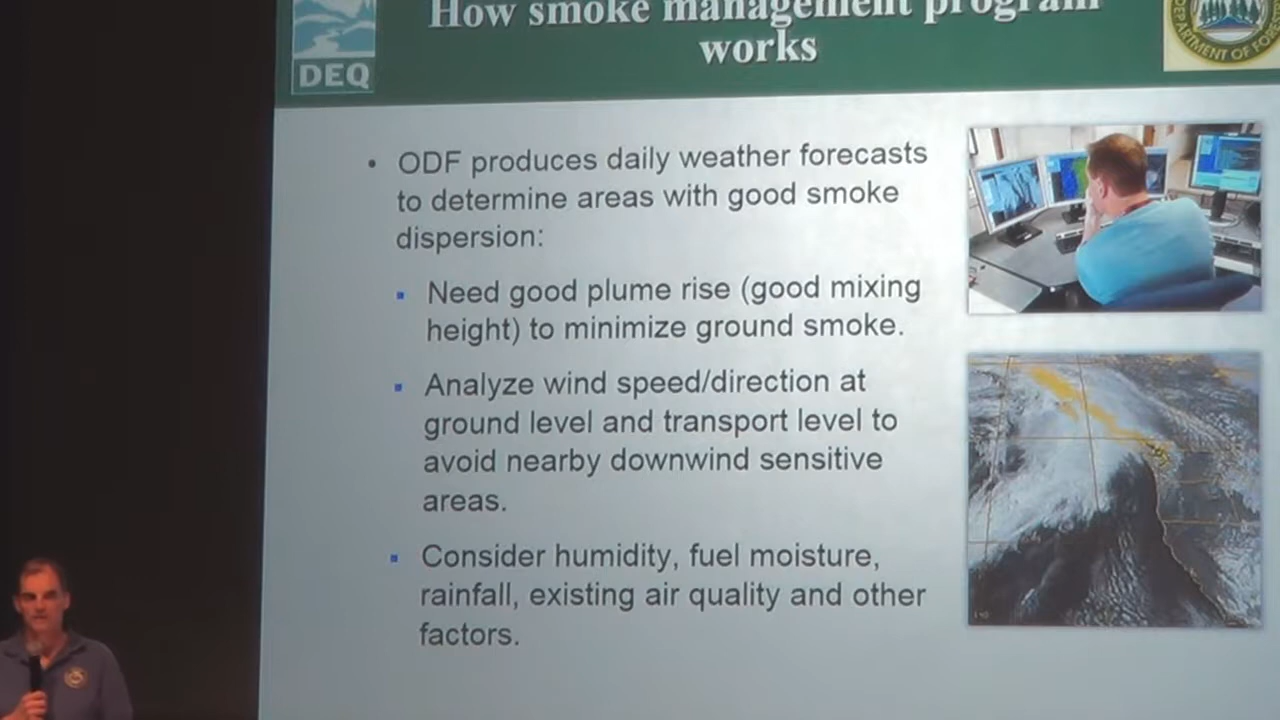 How smoke management program
works
DEQ
DEPARTMENT OF
• ODF produces daily weather forecasts
to determine areas with good smoke
dispersion:
▪ Need good plume rise (good mixing
height) to minimize ground smoke.
▪ Analyze wind speed/direction at
ground level and transport level to
avoid nearby downwind sensitive
areas.
▪ Consider humidity, fuel moisture,
rainfall, existing air quality and other
factors.